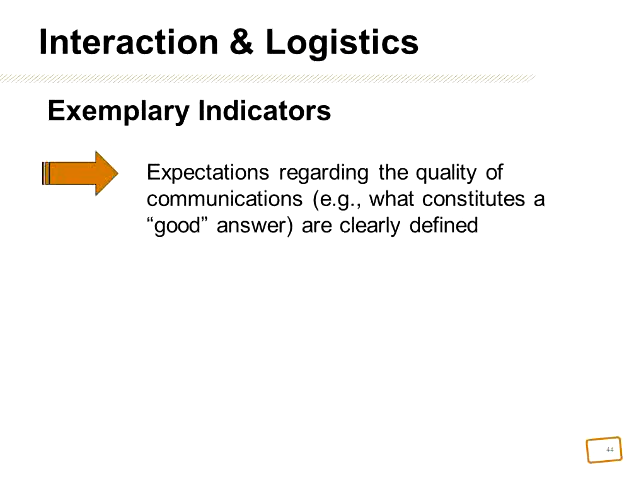 Interaction & Logistics
Exemplary Indicators
Expectations regarding the quality of
communications (e.g., what constitutes a
“good” answer) are clearly defined
44